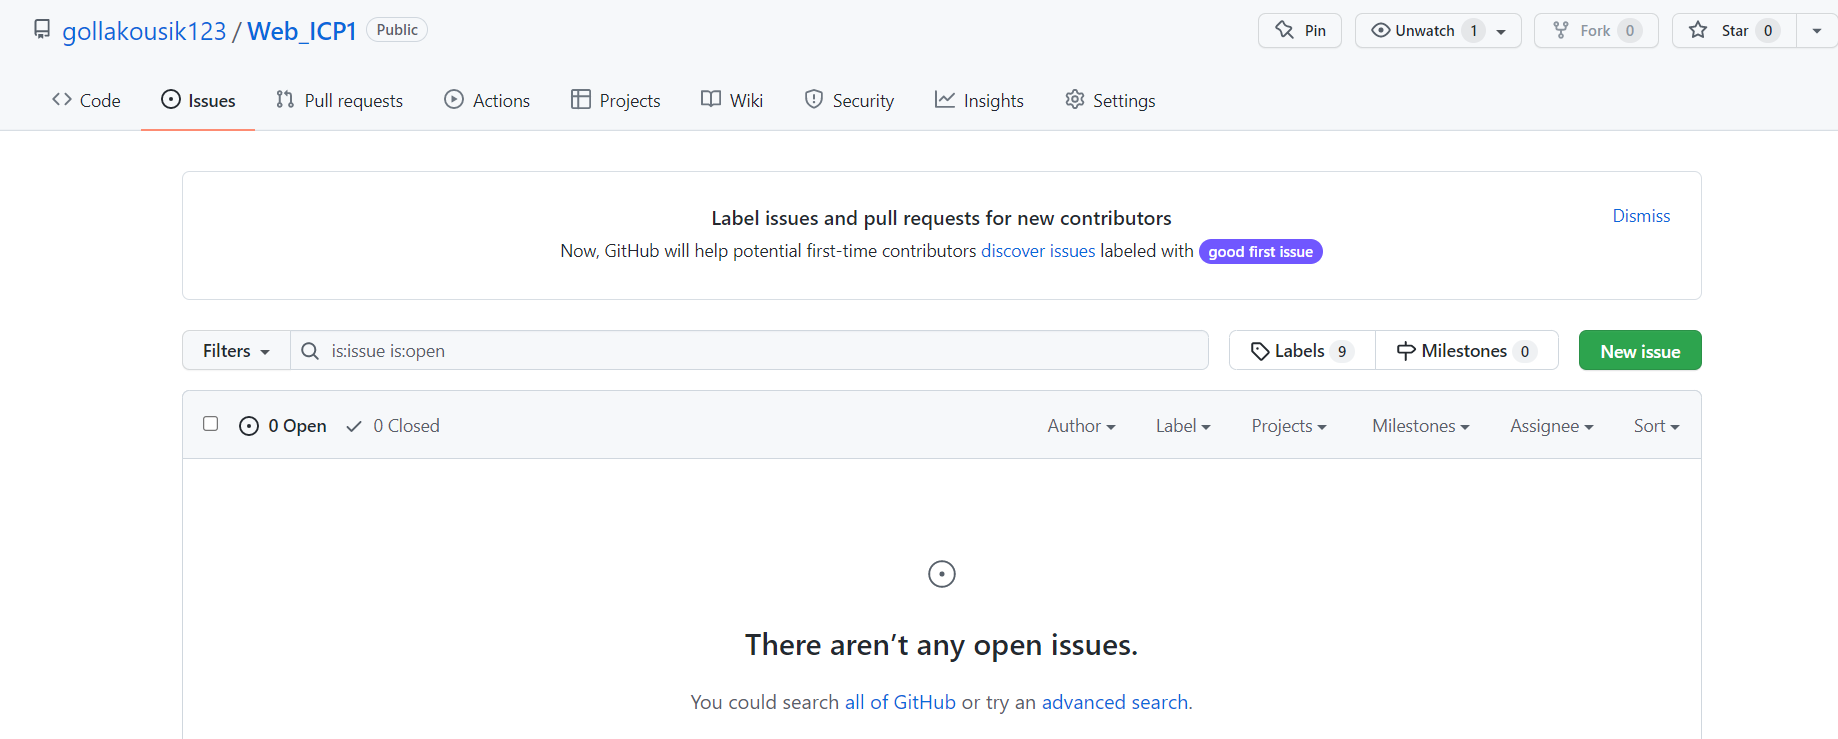 gollakousik123 / Web_ICP1 Public Pin Unwatch 1 Fork 0 Star 0
Code Issues Pull requests Actions Projects Wiki Security Insights Settings
Label issues and pull requests for new contributors
Dismiss
Now, GitHub will help potential first-time contributors discover issues labeled with good first issue
Filters is:issue is:open Labels 9 Milestones 0 New issue
0 Open 0 Closed Author Label Projects Milestones Assignee Sort
There aren’t any open issues.
You could search all of GitHub or try an advanced search.